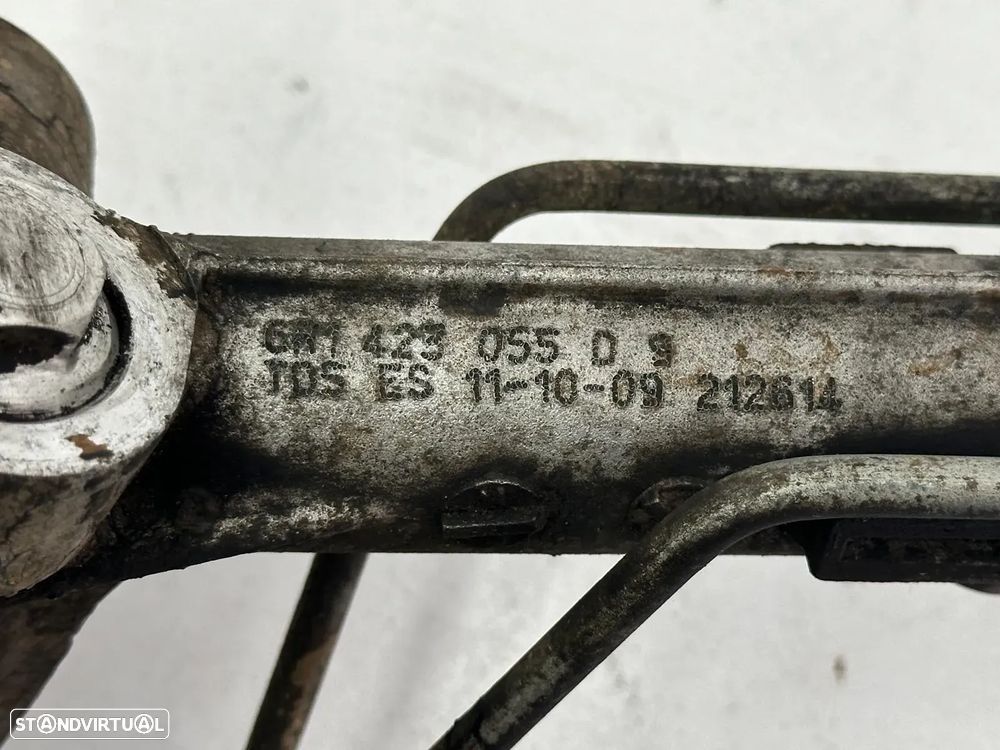 6R1 423 055 D 9
TDS ES 11-10-09 212614
STANDVIRTUAL